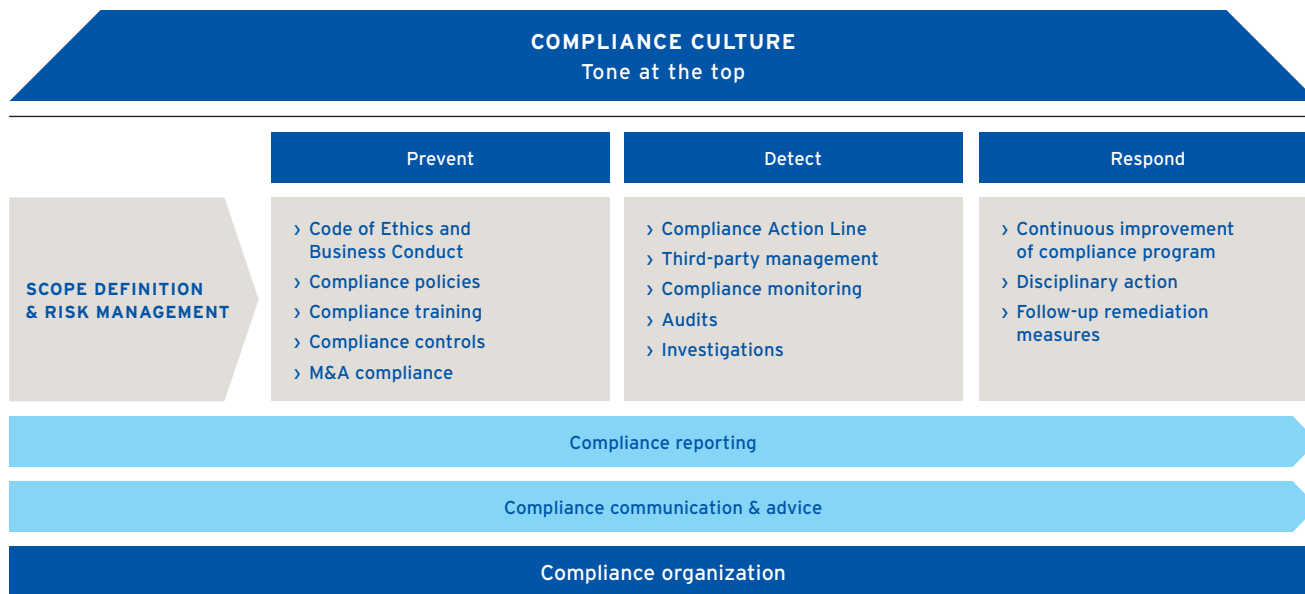 COMPLIANCE CULTURE
Tone at the top
Prevent
Detect
Respond
SCOPE DEFINITION
& RISK MANAGEMENT
› Code of Ethics and
Business Conduct
› Compliance policies
› Compliance training
› Compliance controls
› M&A compliance
› Compliance Action Line
› Third-party management
› Compliance monitoring
› Audits
› Investigations
› Continuous improvement
of compliance program
› Disciplinary action
› Follow-up remediation
measures
Compliance reporting
Compliance communication & advice
Compliance organization